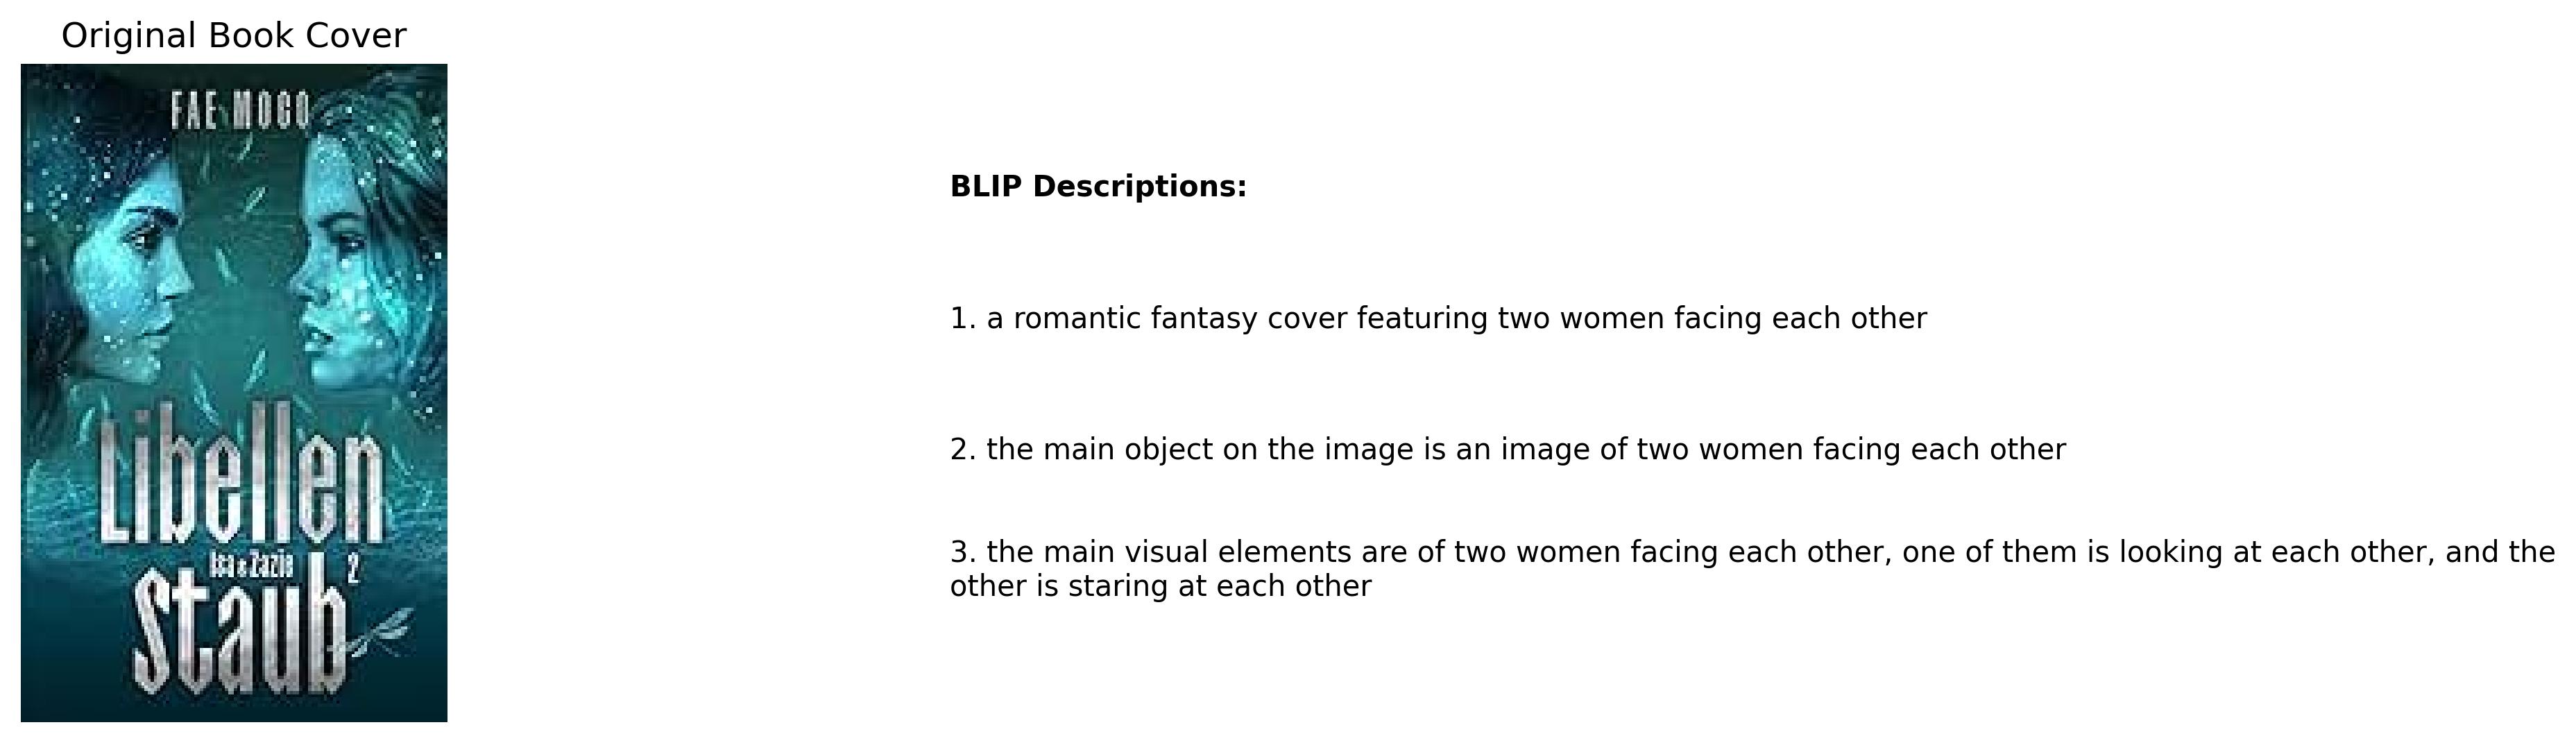 Original Book Cover
FAE MOGO
Libellen
Isa & Zazie
2
Staub
BLIP Descriptions:
1. a romantic fantasy cover featuring two women facing each other
2. the main object on the image is an image of two women facing each other
3. the main visual elements are of two women facing each other, one of them is looking at each other, and the
other is staring at each other